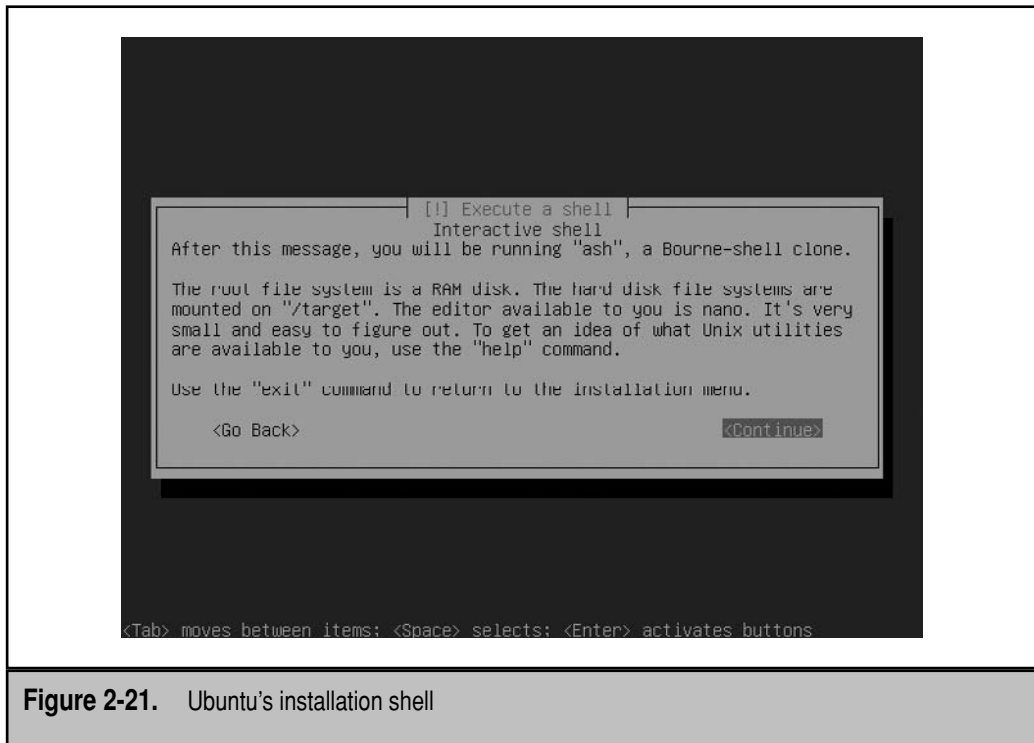 [!] Execute a shell
Interactive shell
After this message, you will be running "ash", a Bourne-shell clone.
The root file system is a RAM disk. The hard disk file systems are
mounted on "/target". The editor available to you is nano. It's very
small and easy to figure out. To get an idea of what Unix utilities
are available to you, use the "help" command.
Use the "exit" command to return to the installation menu.
<Go Back> <Continue>
<Tab> moves between items; <Space> selects; <Enter> activates buttons
Figure 2-21. Ubuntu’s installation shell